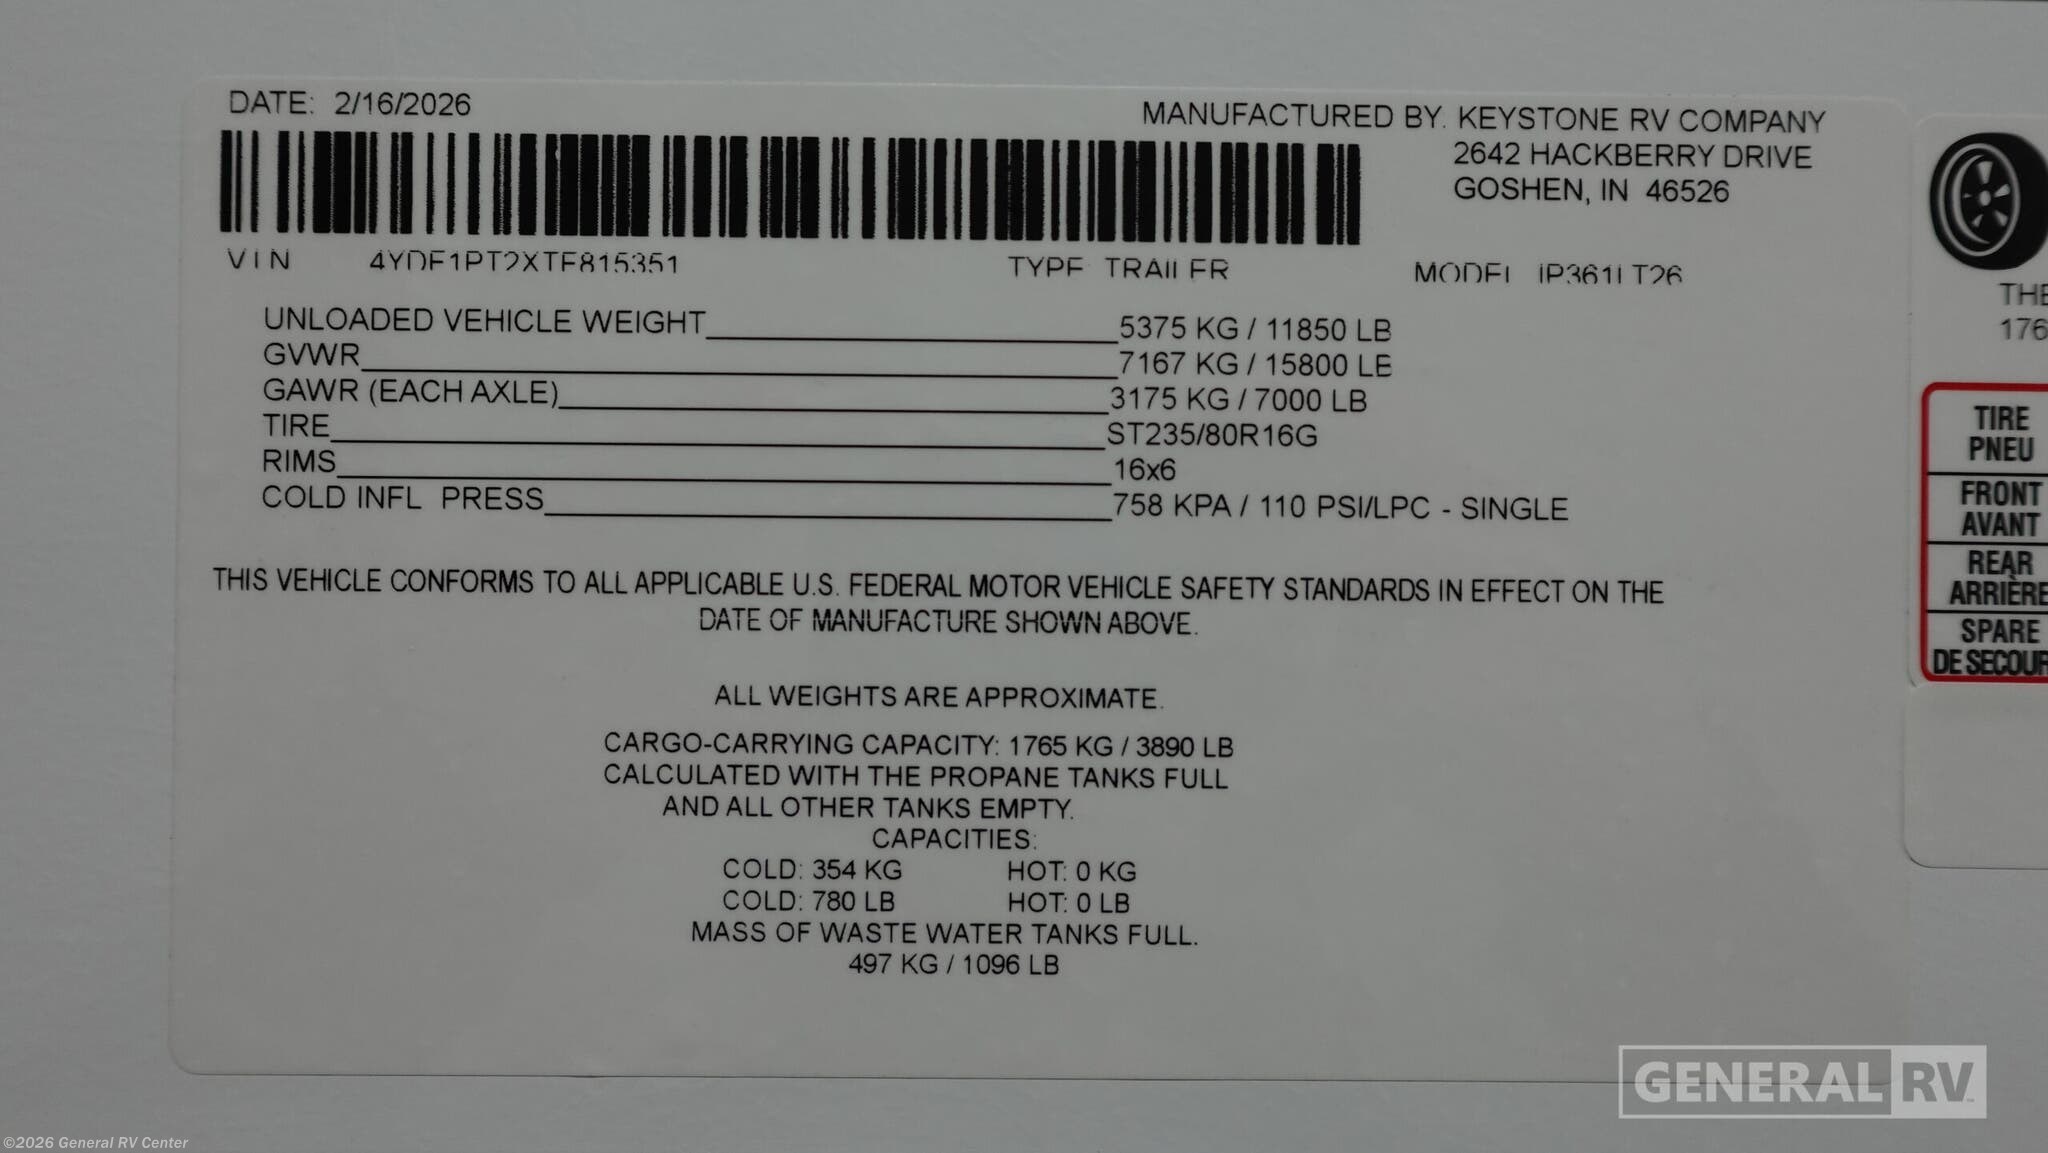 DATE: 2/16/2026
MANUFACTURED BY: KEYSTONE RV COMPANY
2642 HACKBERRY DRIVE
GOSHEN, IN 46526
VIN 4YDF1PT2XTF815351 TYPE TRAILER MODEL IP361LT26
UNLOADED VEHICLE WEIGHT 5375 KG / 11850 LB
GVWR 7167 KG / 15800 LB
GAWR (EACH AXLE) 3175 KG / 7000 LB
TIRE ST235/80R16G
RIMS 16x6
COLD INFL PRESS 758 KPA / 110 PSI/LPC - SINGLE
THIS VEHICLE CONFORMS TO ALL APPLICABLE U.S. FEDERAL MOTOR VEHICLE SAFETY STANDARDS IN EFFECT ON THE
DATE OF MANUFACTURE SHOWN ABOVE.
ALL WEIGHTS ARE APPROXIMATE.
CARGO-CARRYING CAPACITY: 1765 KG / 3890 LB
CALCULATED WITH THE PROPANE TANKS FULL
AND ALL OTHER TANKS EMPTY.
CAPACITIES:
COLD: 354 KG HOT: 0 KG
COLD: 780 LB HOT: 0 LB
MASS OF WASTE WATER TANKS FULL.
497 KG / 1096 LB
THE
176
TIRE
PNEU
FRONT
AVANT
REAR
ARRIÈRE
SPARE
DE SECOUR
GENERAL RV
©2026 General RV Center